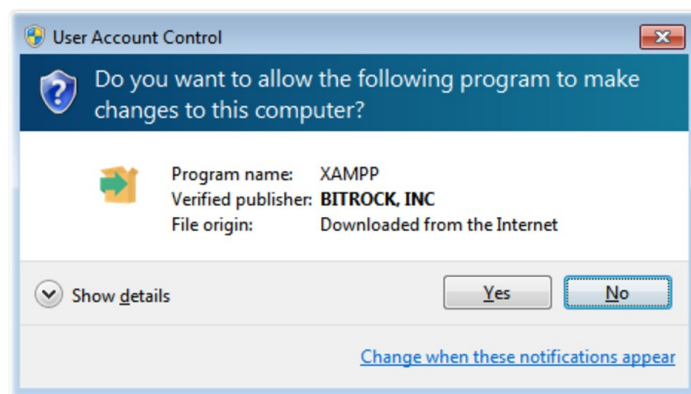 User Account Control
Do you want to allow the following program to make
changes to this computer?
Program name: XAMPP
Verified publisher: BITROCK, INC
File origin: Downloaded from the Internet
Show details
Yes
No
Change when these notifications appear